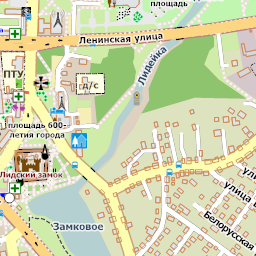 площадь
Ленинская улица
Лидейка
ПТУ
д/с
площадь 600-
летия города
Лидский замок
Замковое
улица
Белорусская